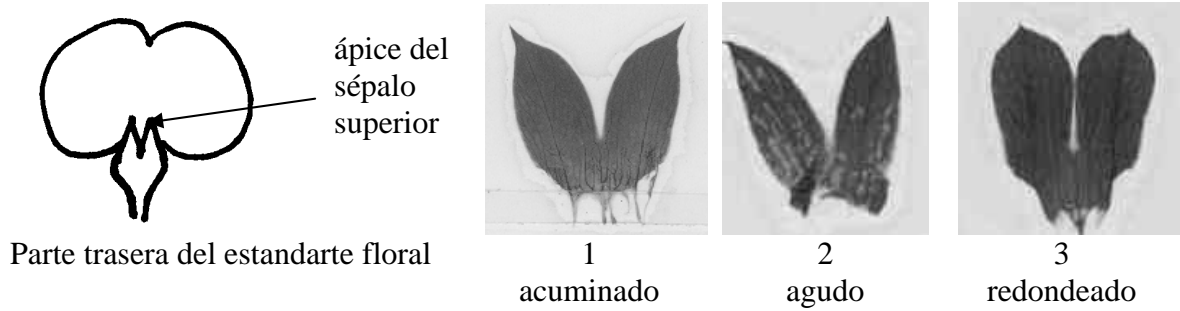 ápice del
sépalo
superior
Parte trasera del estandarte floral
1
acuminado
2
agudo
3
redondeado